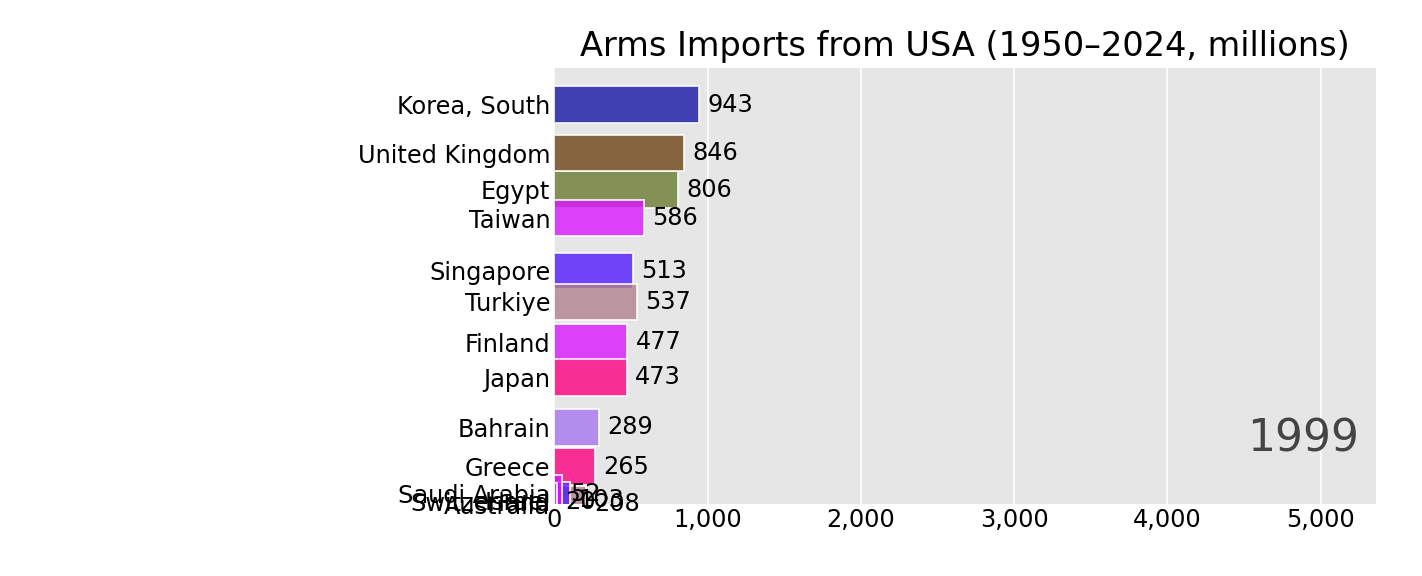 Arms Imports from USA (1950–2024, millions)
Korea, South 943
United Kingdom 846
Egypt 806
Taiwan 586
Singapore 513
Turkiye 537
Finland 477
Japan 473
Bahrain 289
Greece 265
Saudi Arabia 52
Switzerland
Australia
1999
0 1,000 2,000 3,000 4,000 5,000